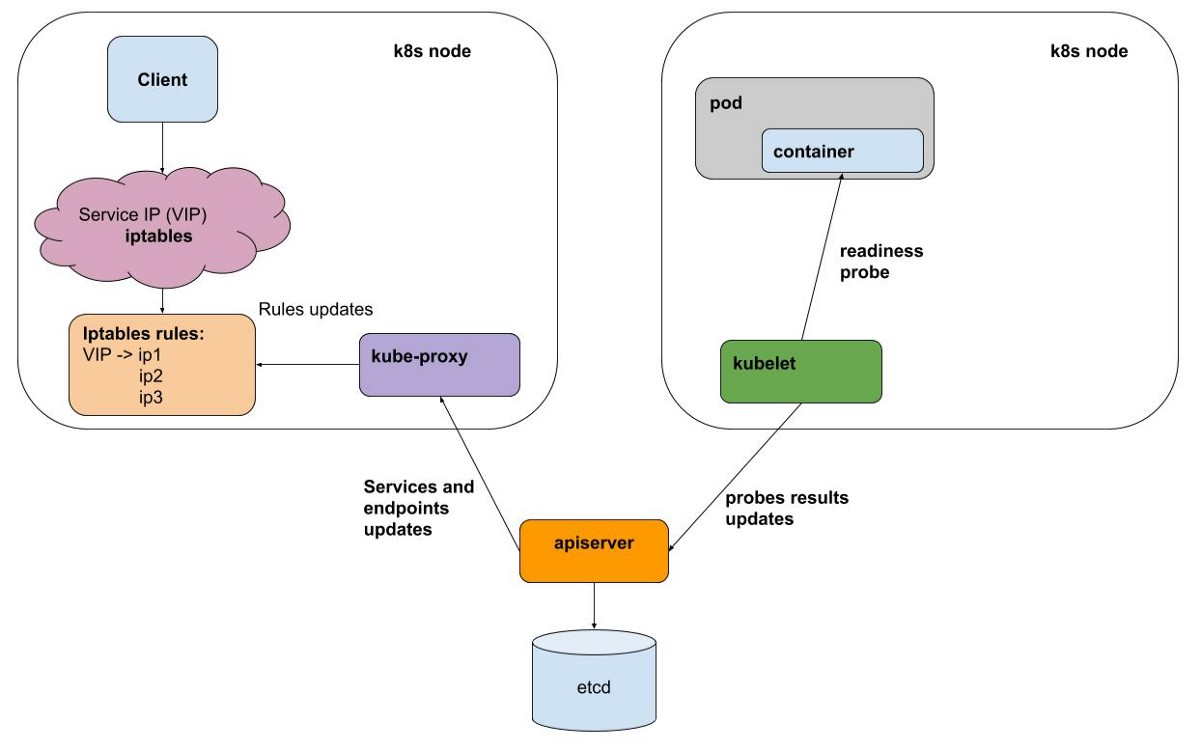 k8s node
Client
Service IP (VIP)
iptables
Rules updates
Iptables rules:
VIP -> ip1
ip2
ip3
kube-proxy
k8s node
pod
container
readiness
probe
kubelet
Services and
endpoints
updates
probes results
updates
apiserver
etcd